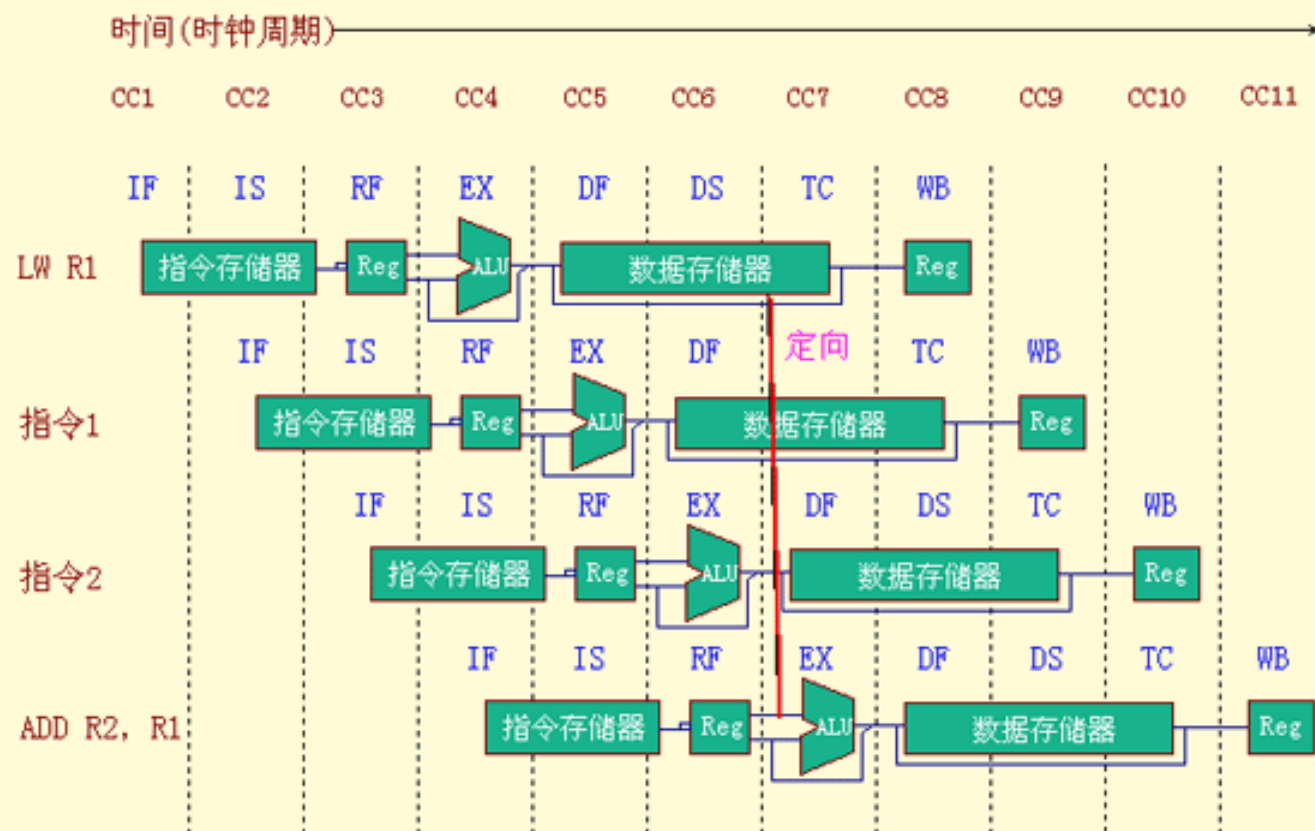 时间(时钟周期)
CC1 CC2 CC3 CC4 CC5 CC6 CC7 CC8 CC9 CC10 CC11
IF IS RF EX DF DS TC WB
LW R1 指令存储器 Reg ALU 数据存储器 Reg
IF IS RF EX DF 定向 TC WB
指令1 指令存储器 Reg ALU 数据存储器 Reg
IF IS RF EX DF DS TC WB
指令2 指令存储器 Reg ALU 数据存储器 Reg
IF IS RF EX DF DS TC WB
ADD R2, R1 指令存储器 Reg ALU 数据存储器 Reg